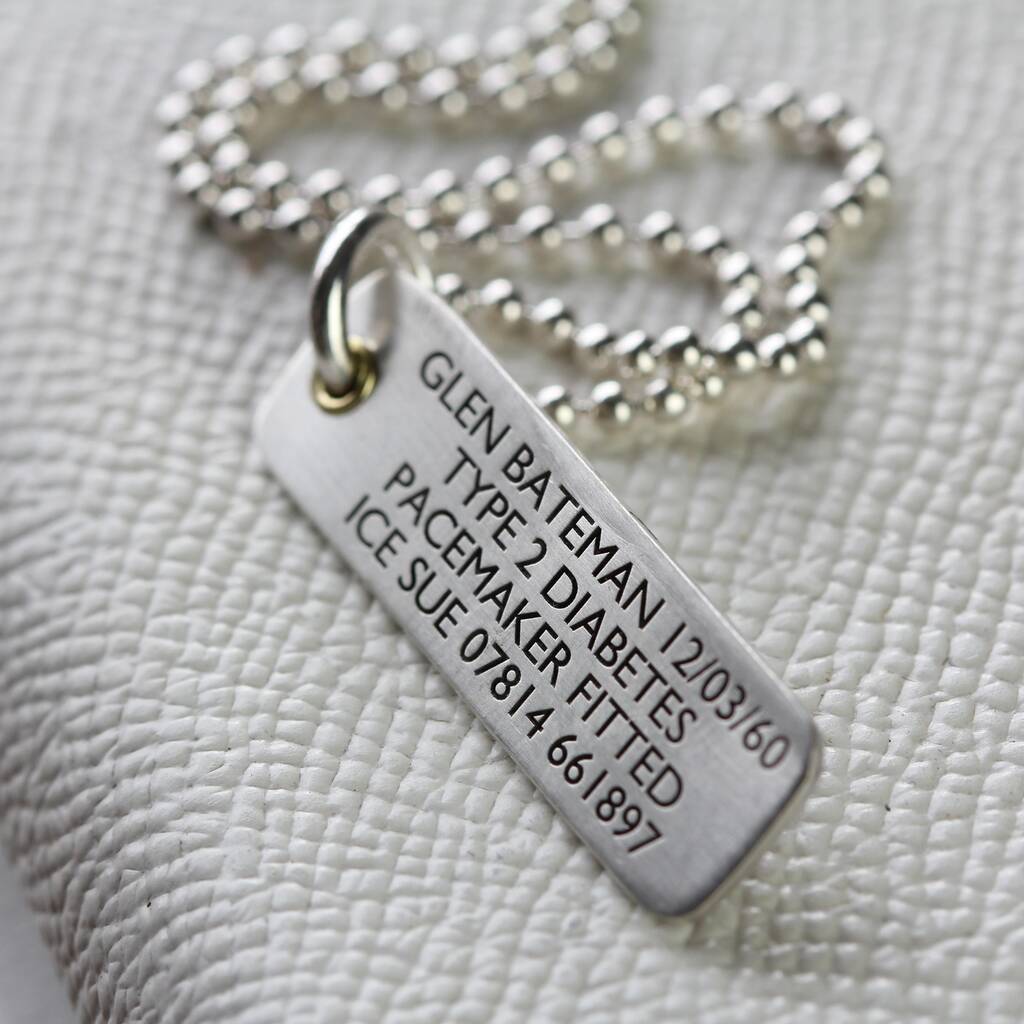 GLEN BATEMAN 12/03/60
TYPE 2 DIABETES
PACEMAKER FITTED
ICE SUE 07814 661897